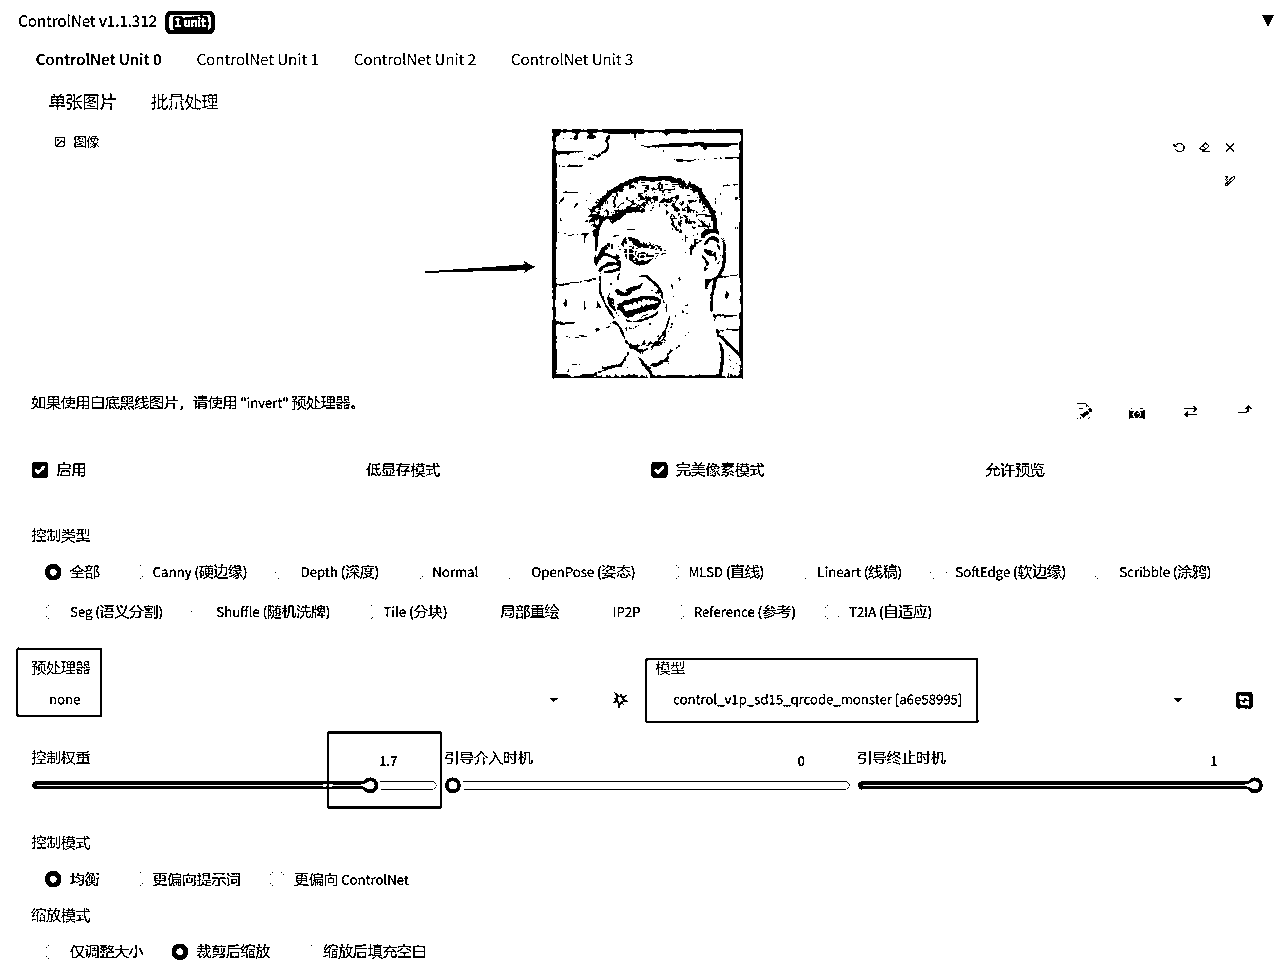 ControlNet v1.1.312 [1 unit]
ControlNet Unit 0 ControlNet Unit 1 ControlNet Unit 2 ControlNet Unit 3
单张图片 批量处理
图像
如果使用白底黑线图片，请使用 "invert" 预处理器。
启用 低显存模式 完美像素模式 允许预览
控制类型
全部 Canny (硬边缘) Depth (深度) Normal OpenPose (姿态) MLSD (直线) Lineart (线稿) SoftEdge (软边缘) Scribble (涂鸦)
Seg (语义分割) Shuffle (随机洗牌) Tile (分块) 局部重绘 IP2P Reference (参考) T2IA (自适应)
预处理器 模型
none control_v1p_sd15_qrcode_monster [a6e58995]
控制权重 1.7 引导介入时机 0 引导终止时机 1
控制模式
均衡 更偏向提示词 更偏向 ControlNet
缩放模式
仅调整大小 裁剪后缩放 缩放后填充空白